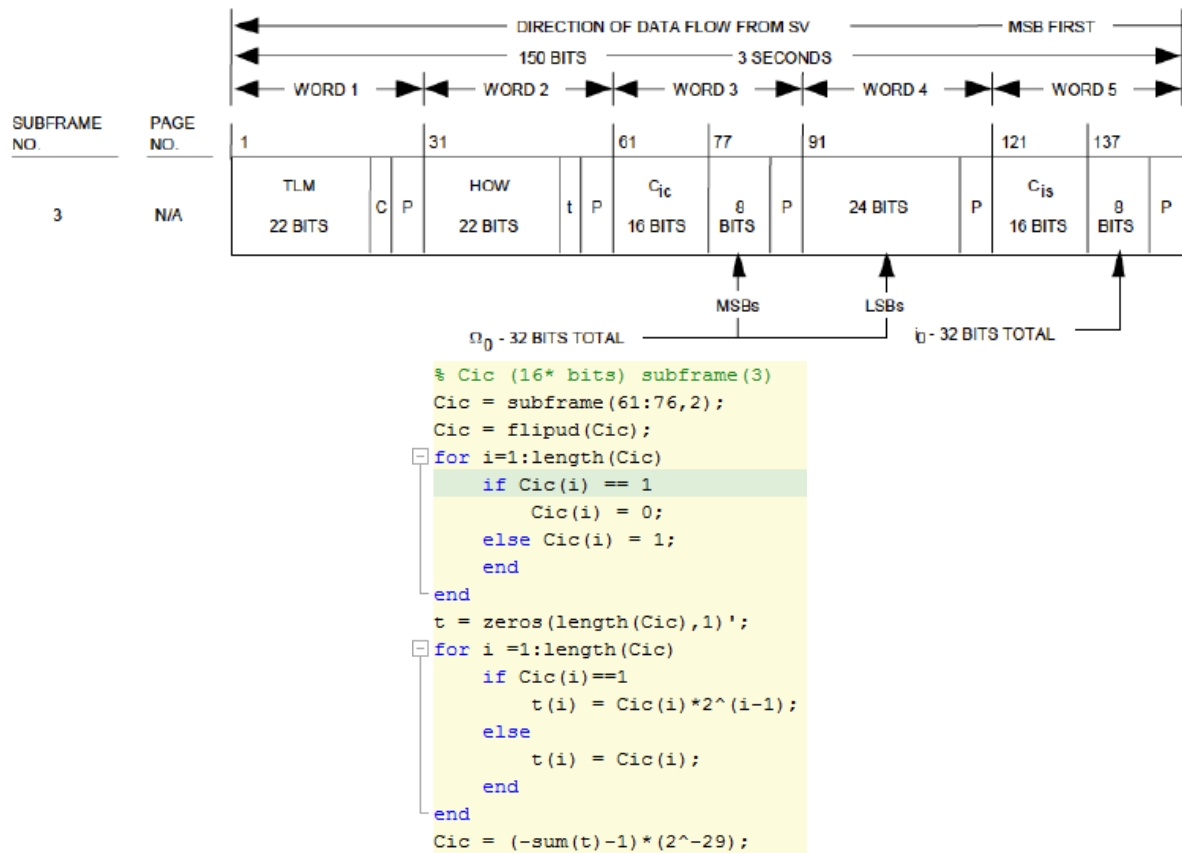 DIRECTION OF DATA FLOW FROM SV MSB FIRST
150 BITS 3 SECONDS
WORD 1 WORD 2 WORD 3 WORD 4 WORD 5
SUBFRAME NO. PAGE NO. 1 31 61 77 91 121 137
3 N/A TLM 22 BITS C P HOW 22 BITS t P Cic 16 BITS 8 BITS P 24 BITS P Cis 16 BITS 8 BITS P
MSBs LSBs
Ω0 - 32 BITS TOTAL i0 - 32 BITS TOTAL
% Cic (16* bits) subframe(3)
Cic = subframe(61:76,2);
Cic = flipud(Cic);
for i=1:length(Cic)
if Cic(i) == 1
Cic(i) = 0;
else Cic(i) = 1;
end
end
t = zeros(length(Cic),1)';
for i =1:length(Cic)
if Cic(i)==1
t(i) = Cic(i)*2^(i-1);
else
t(i) = Cic(i);
end
end
Cic = (-sum(t)-1)*(2^-29);